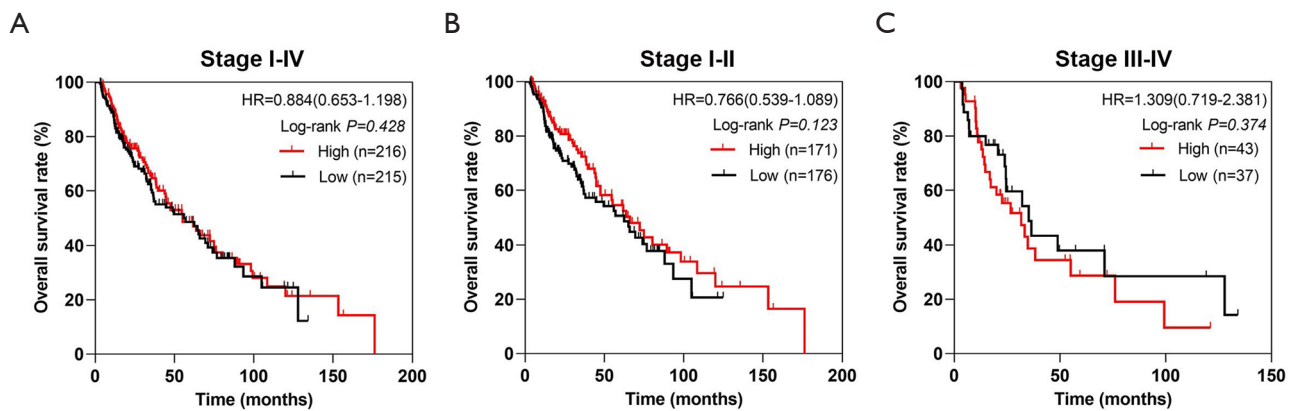 A
Stage I-IV
HR=0.884(0.653-1.198)
Log-rank P=0.428
High (n=216)
Low (n=215)
Overall survival rate (%)
100
80
60
40
20
0
0 50 100 150 200
Time (months)
B
Stage I-II
HR=0.766(0.539-1.089)
Log-rank P=0.123
High (n=171)
Low (n=176)
Overall survival rate (%)
100
80
60
40
20
0
0 50 100 150 200
Time (months)
C
Stage III-IV
HR=1.309(0.719-2.381)
Log-rank P=0.374
High (n=43)
Low (n=37)
Overall survival rate (%)
100
80
60
40
20
0
0 50 100 150
Time (months)